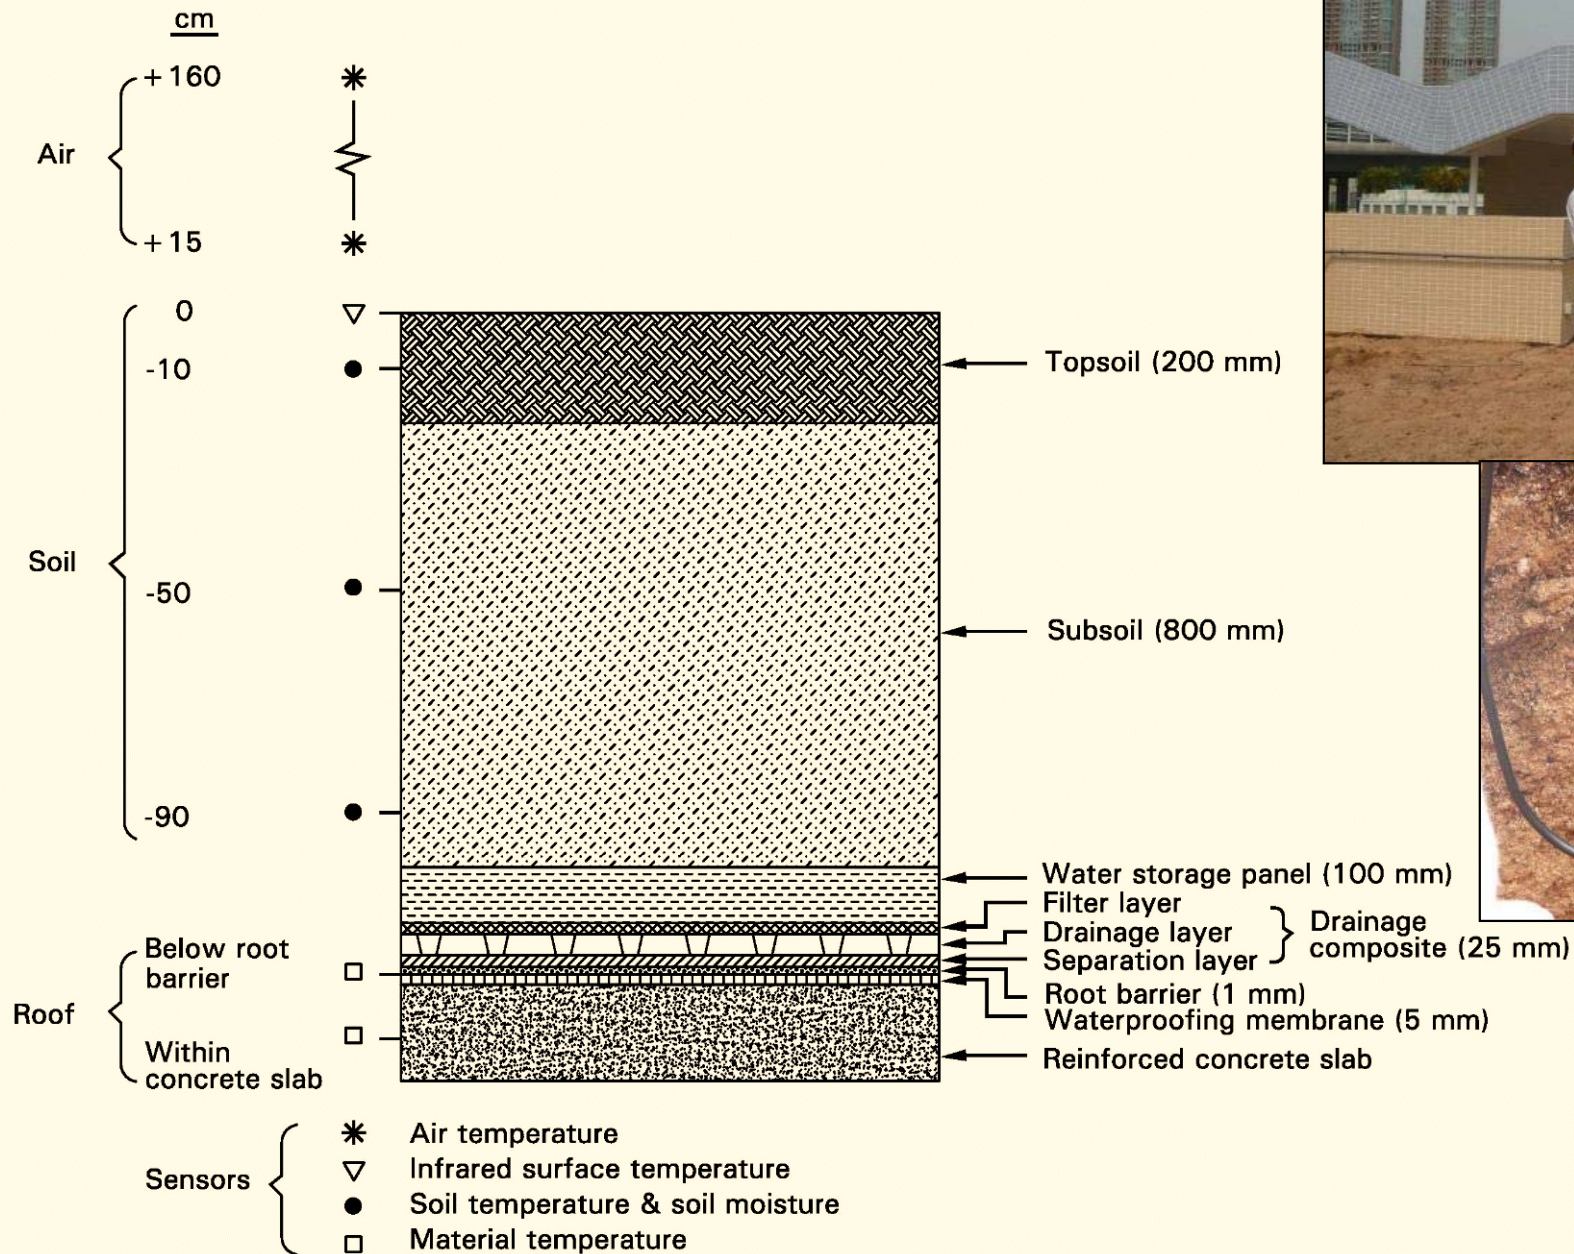 cm
+160
Air
+15
0
-10
Topsoil (200 mm)
Soil
-50
Subsoil (800 mm)
-90
Water storage panel (100 mm)
Filter layer
Drainage layer
Separation layer
Drainage
composite (25 mm)
Root barrier (1 mm)
Waterproofing membrane (5 mm)
Reinforced concrete slab
Below root
barrier
Roof
Within
concrete slab
Sensors
Air temperature
Infrared surface temperature
Soil temperature & soil moisture
Material temperature